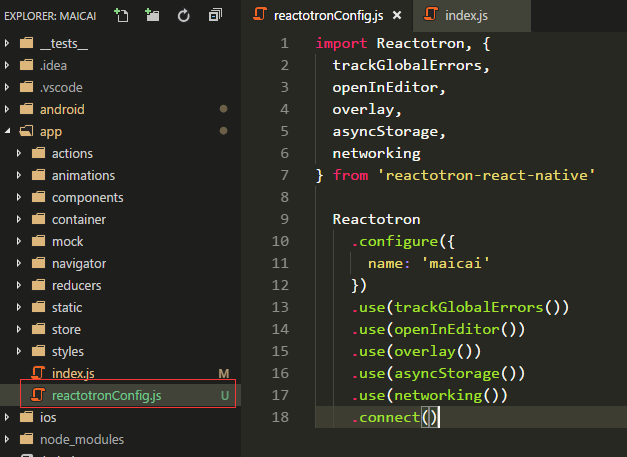 EXPLORER: MAICAI
__tests__
.idea
.vscode
android
app
actions
animations
components
container
mock
navigator
reducers
static
store
styles
index.js M
reactotronConfig.js U
ios
node_modules
reactotronConfig.js × index.js
1 import Reactotron, {
2 trackGlobalErrors,
3 openInEditor,
4 overlay,
5 asyncStorage,
6 networking
7 } from 'reactotron-react-native'
8
9 Reactotron
10 .configure({
11 name: 'maicai'
12 })
13 .use(trackGlobalErrors())
14 .use(openInEditor())
15 .use(overlay())
16 .use(asyncStorage())
17 .use(networking())
18 .connect()